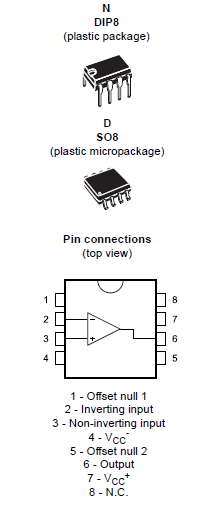 N
DIP8
(plastic package)
D
SO8
(plastic micropackage)
Pin connections
(top view)
1 8
2 - 7
3 + 6
4 5
1 - Offset null 1
2 - Inverting input
3 - Non-inverting input
4 - VCC-
5 - Offset null 2
6 - Output
7 - VCC+
8 - N.C.